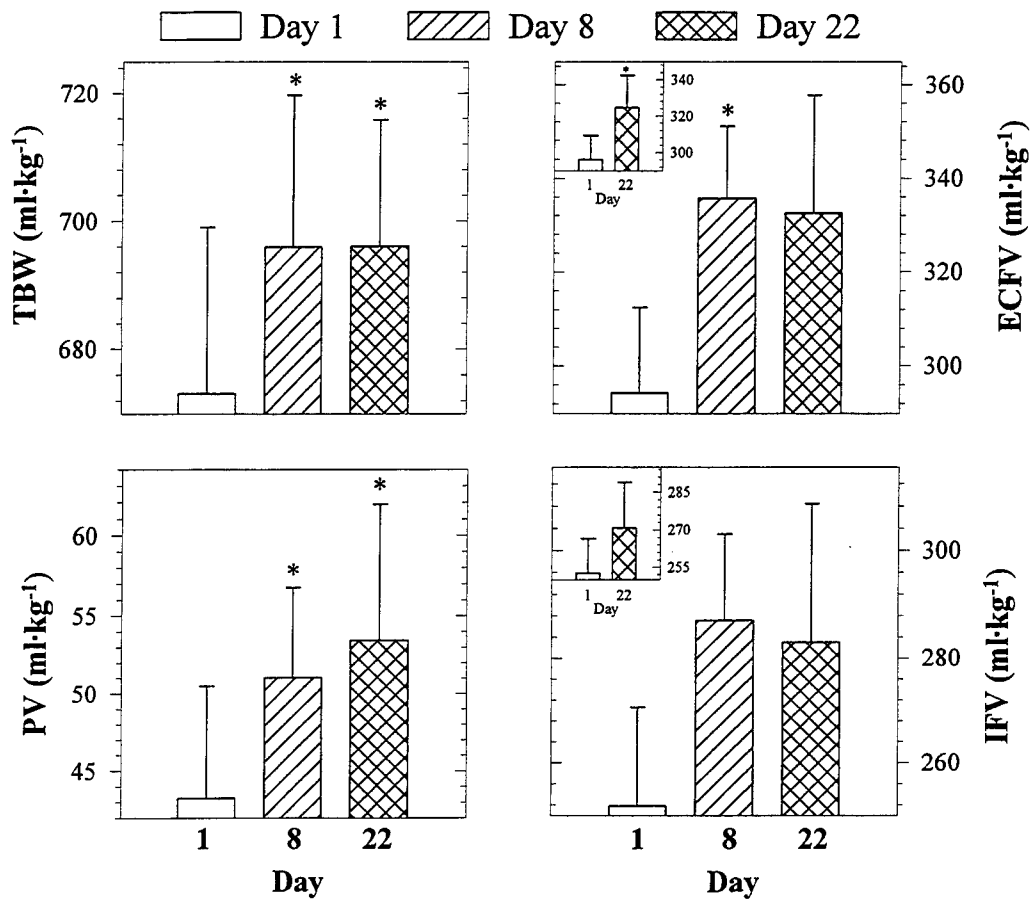 Day 1 Day 8 Day 22
TBW (ml·kg-1)
720
700
680
*
*
ECFV (ml·kg-1)
360
340
320
300
*
340
320
300
*
1 22
Day
PV (ml·kg-1)
60
55
50
45
*
*
1 8 22
Day
IFV (ml·kg-1)
300
280
260
285
270
255
1 22
Day
1 8 22
Day